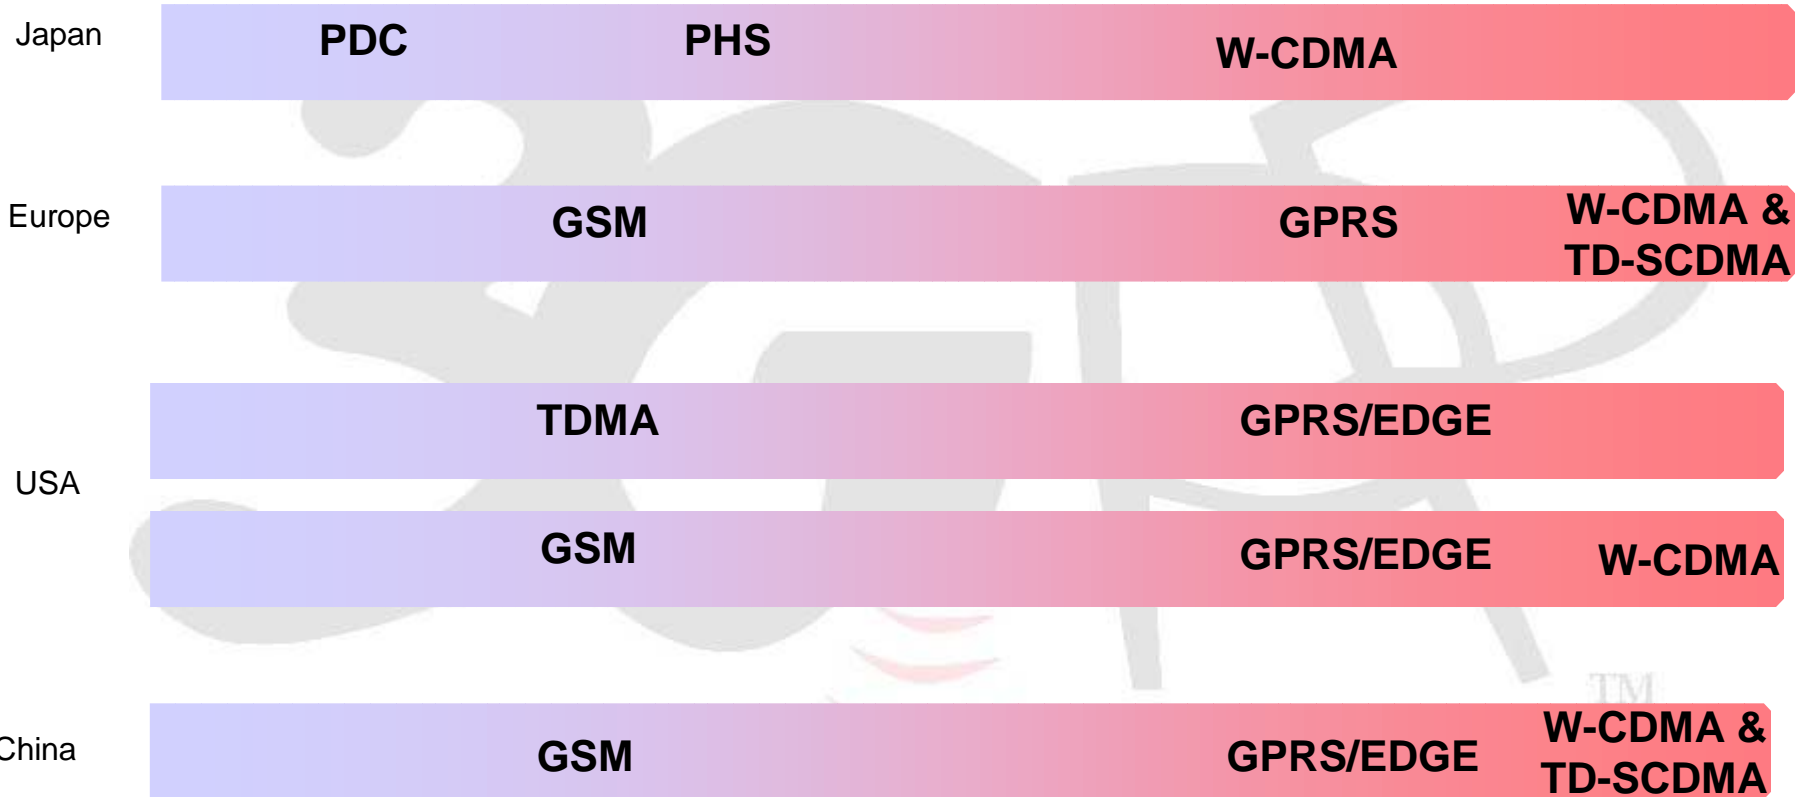 Japan
PDC
PHS
W-CDMA
Europe
GSM
GPRS
W-CDMA &
TD-SCDMA
USA
TDMA
GPRS/EDGE
GSM
GPRS/EDGE
W-CDMA
TM
China
GSM
GPRS/EDGE
W-CDMA &
TD-SCDMA